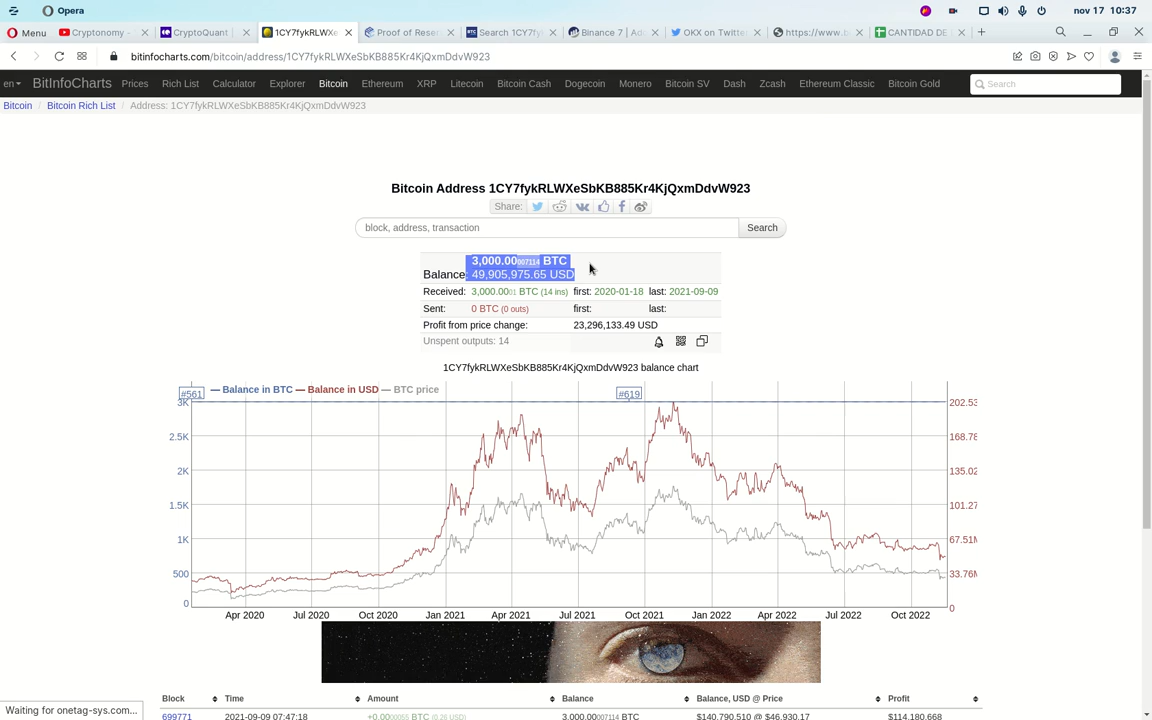 Opera
nov 17 10:37
Menu
Cryptonomy -
CryptoQuant
1CY7fykRLWXe
Proof of Reser
Search 1CY7fy
Binance 7 | Ad
OKX on Twitte
https://www.b
CANTIDAD DE
bitinfocharts.com/bitcoin/address/1CY7fykRLWXeSbKB885Kr4KjQxmDdvW923
en BitInfoCharts Prices Rich List Calculator Explorer Bitcoin Ethereum XRP Litecoin Bitcoin Cash Dogecoin Monero Bitcoin SV Dash Zcash Ethereum Classic Bitcoin Gold Search
Bitcoin / Bitcoin Rich List / Address: 1CY7fykRLWXeSbKB885Kr4KjQxmDdvW923
Bitcoin Address 1CY7fykRLWXeSbKB885Kr4KjQxmDdvW923
Share:
block, address, transaction Search
3,000.00007114 BTC
Balance: 49,905,975.65 USD
Received: 3,000.0001 BTC (14 ins) first: 2020-01-18 last: 2021-09-09
Sent: 0 BTC (0 outs) first: last:
Profit from price change: 23,296,133.49 USD
Unspent outputs: 14
1CY7fykRLWXeSbKB885Kr4KjQxmDdvW923 balance chart
#561 — Balance in BTC — Balance in USD — BTC price #619
3K 202.53
2.5K 168.78
2K 135.02
1.5K 101.27
1K 67.51M
500 33.76M
0 0
Apr 2020 Jul 2020 Oct 2020 Jan 2021 Apr 2021 Jul 2021 Oct 2021 Jan 2022 Apr 2022 Jul 2022 Oct 2022
Block Time Amount Balance Balance, USD @ Price Profit
Waiting for onetag-sys.com...
699771 2021-09-09 07:47:18 +0.00000555 BTC (0.26 USD) 3,000.00007114 BTC $140,790,510 @ $46,930.17 $114,180,668